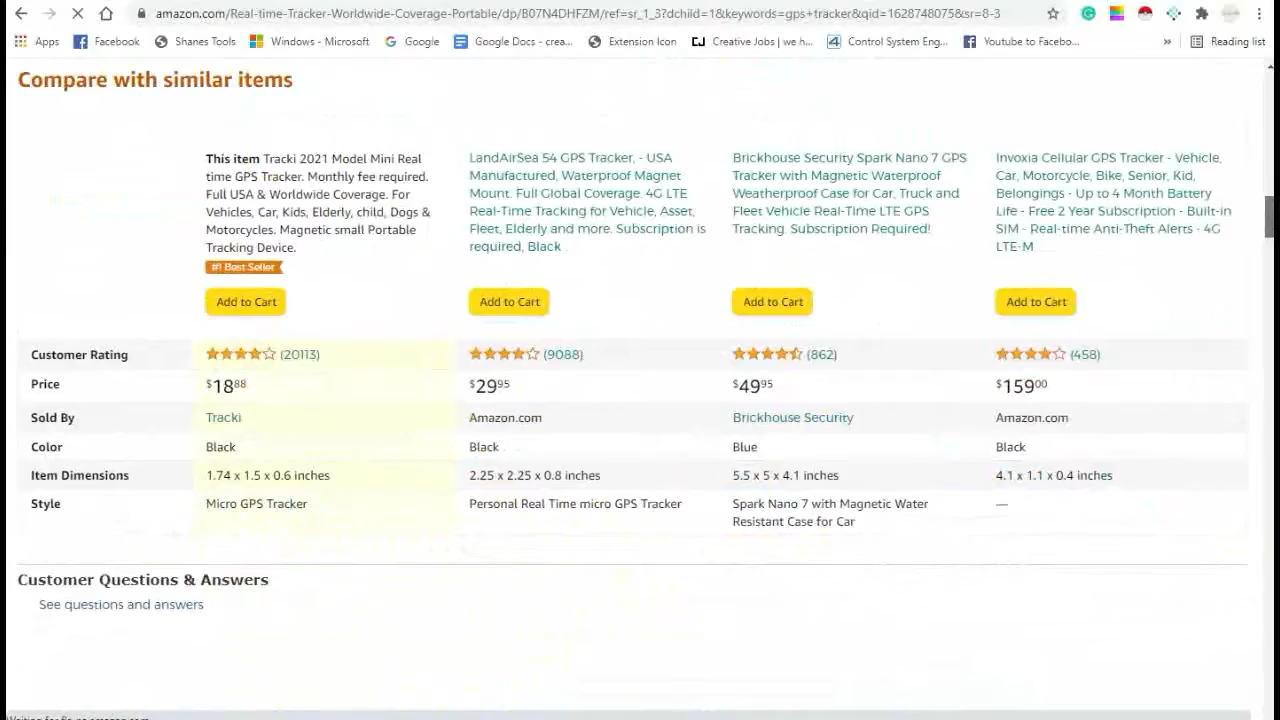 amazon.com/Real-time-Tracker-Worldwide-Coverage-Portable/dp/B07N4DHFZM/ref=sr_1_3?dchild=1&keywords=gps+tracker&qid=1628748075&sr=8-3
Apps Facebook Shanes Tools Windows - Microsoft Google Google Docs - crea... Extension Icon Creative Jobs | we h... Control System Eng... Youtube to Facebo... » Reading list
Compare with similar items
This item Tracki 2021 Model Mini Real
time GPS Tracker. Monthly fee required.
Full USA & Worldwide Coverage. For
Vehicles, Car, Kids, Elderly, child, Dogs &
Motorcycles. Magnetic small Portable
Tracking Device.
#1 Best Seller
LandAirSea 54 GPS Tracker, - USA
Manufactured, Waterproof Magnet
Mount. Full Global Coverage. 4G LTE
Real-Time Tracking for Vehicle, Asset,
Fleet, Elderly and more. Subscription is
required, Black
Brickhouse Security Spark Nano 7 GPS
Tracker with Magnetic Waterproof
Weatherproof Case for Car, Truck and
Fleet Vehicle Real-Time LTE GPS
Tracking. Subscription Required!
Invoxia Cellular GPS Tracker - Vehicle,
Car, Motorcycle, Bike, Senior, Kid,
Belongings - Up to 4 Month Battery
Life - Free 2 Year Subscription - Built-in
SIM - Real-time Anti-Theft Alerts - 4G
LTE-M
Add to Cart Add to Cart Add to Cart Add to Cart
Customer Rating (20113) (9088) (862) (458)
Price $18 88 $29 95 $49 95 $159 00
Sold By Tracki Amazon.com Brickhouse Security Amazon.com
Color Black Black Blue Black
Item Dimensions 1.74 x 1.5 x 0.6 inches 2.25 x 2.25 x 0.8 inches 5.5 x 5 x 4.1 inches 4.1 x 1.1 x 0.4 inches
Style Micro GPS Tracker Personal Real Time micro GPS Tracker Spark Nano 7 with Magnetic Water —
Resistant Case for Car
Customer Questions & Answers
See questions and answers